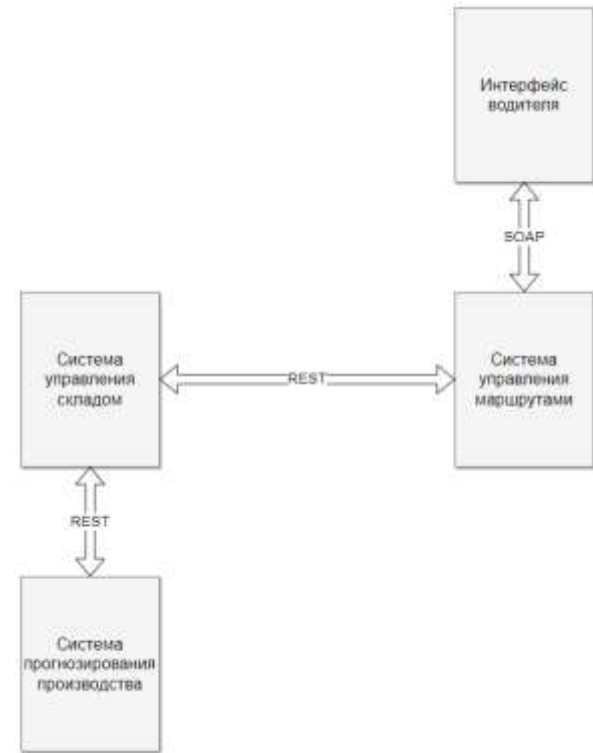 Интерфейс
водителя
SOAP
Система
управления
складом
REST
Система
управления
маршрутами
REST
Система
прогнозирования
производства